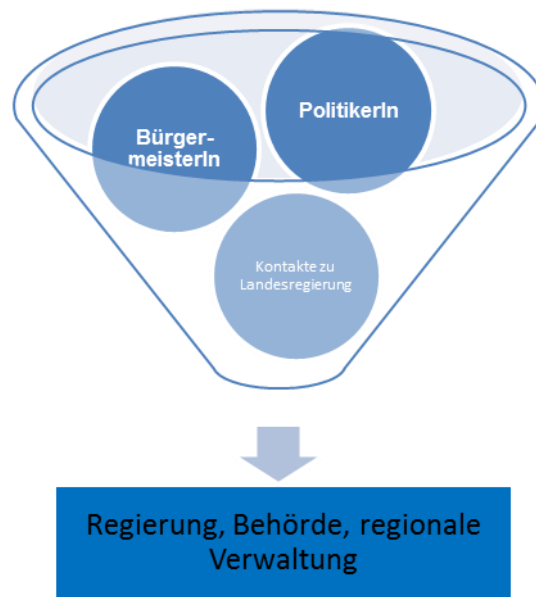 PolitikerIn
Bürger-
meisterIn
Kontakte zu
Landesregierung
Regierung, Behörde, regionale
Verwaltung